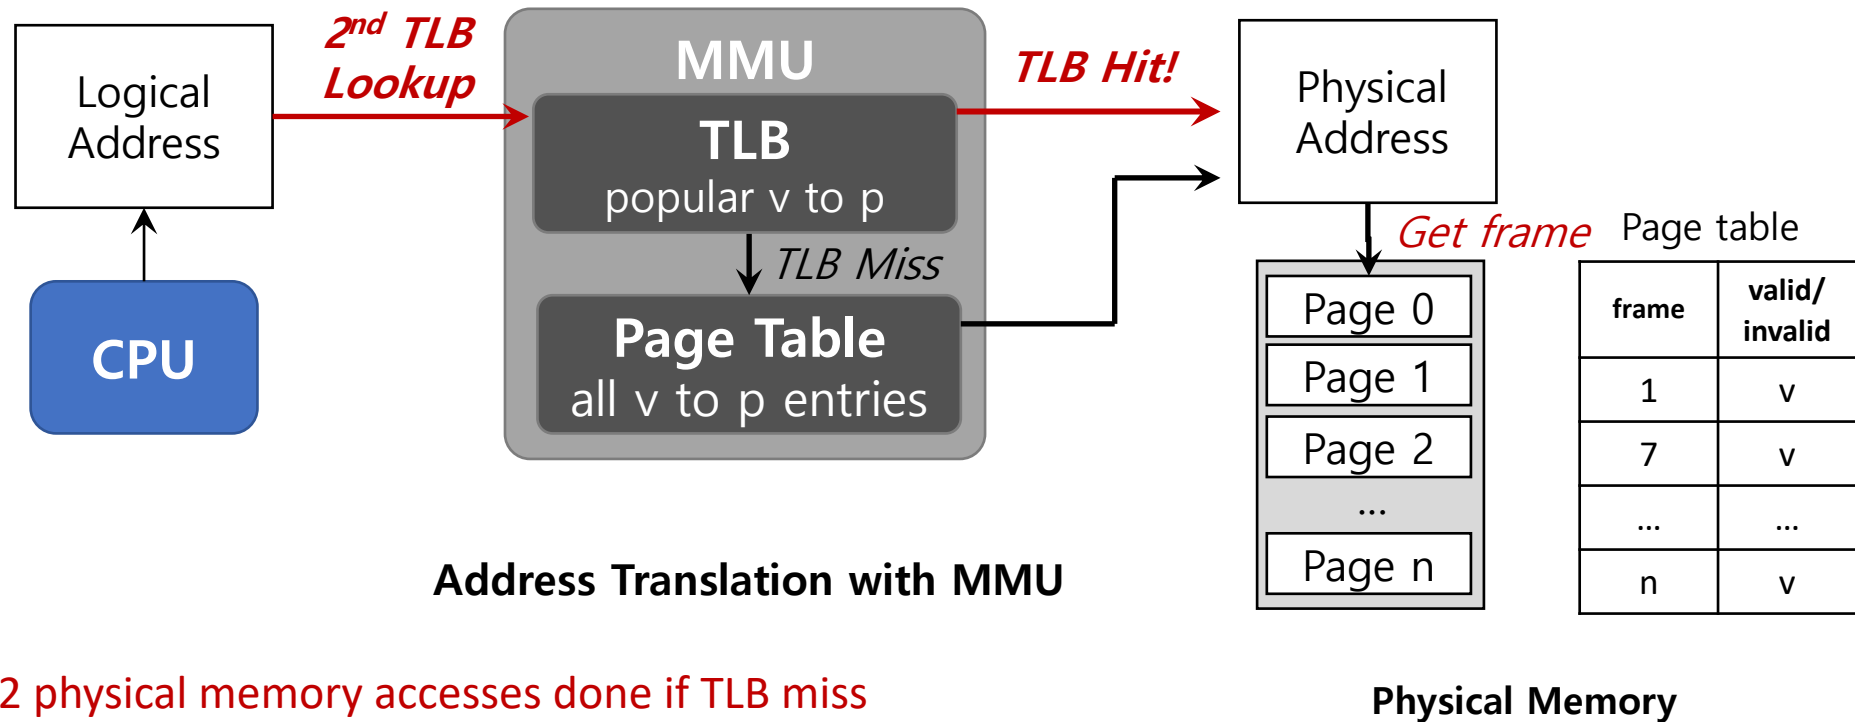 2nd TLB
Lookup
Logical
Address
CPU
MMU
TLB
popular v to p
TLB Miss
Page Table
all v to p entries
TLB Hit!
Physical
Address
Get frame
Page 0
Page 1
Page 2
...
Page n
Page table
frame
valid/
invalid
1 v
7 v
... ...
n v
Address Translation with MMU
2 physical memory accesses done if TLB miss
Physical Memory